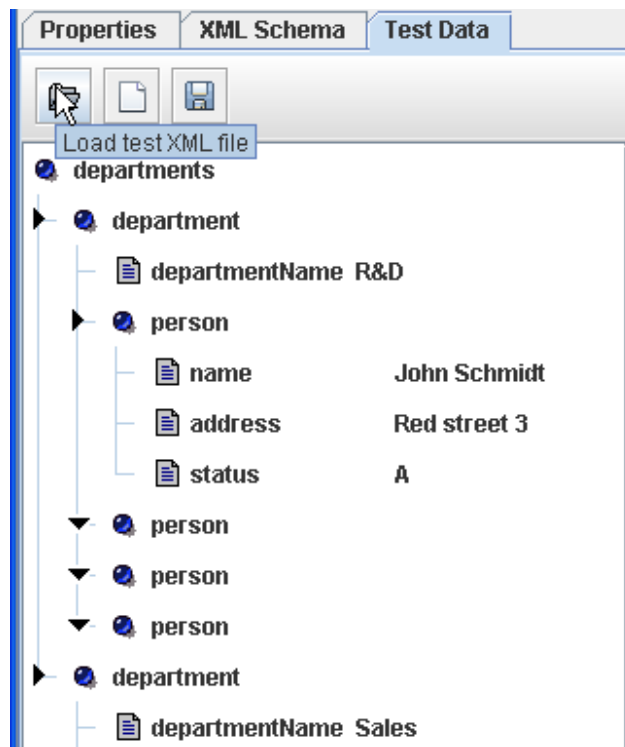 Properties XML Schema Test Data
Load test XML file
departments
department
departmentName R&D
person
name John Schmidt
address Red street 3
status A
person
person
person
department
departmentName Sales